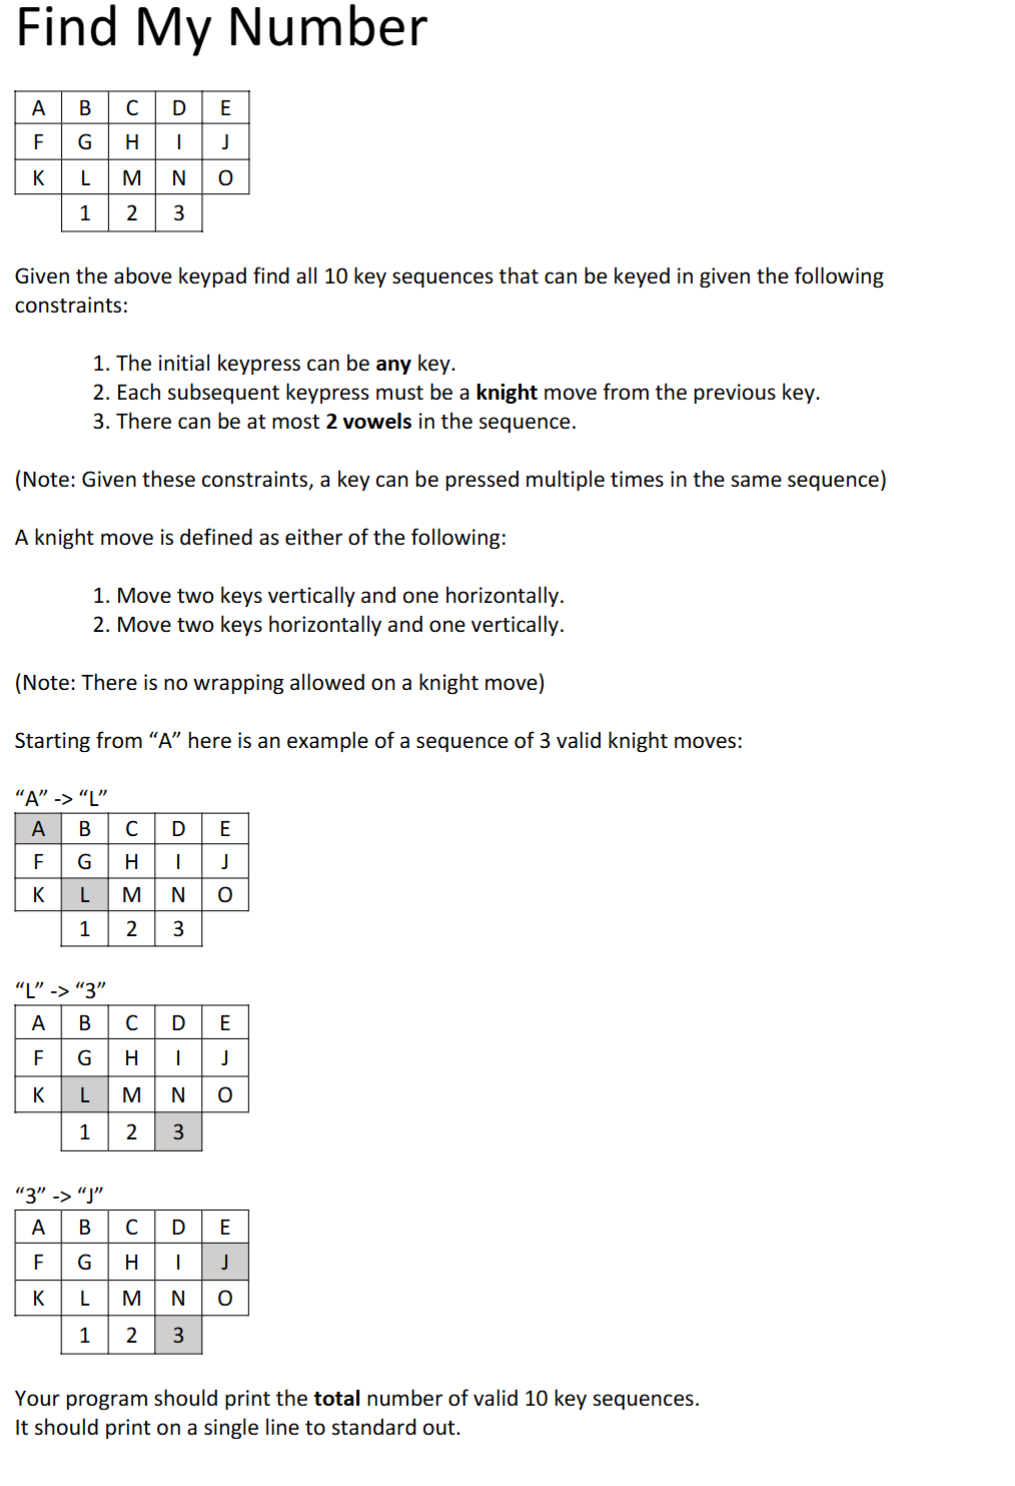 Find My Number
A B C D E
F G H I J
K L M N O
1 2 3
Given the above keypad find all 10 key sequences that can be keyed in given the following
constraints:
1. The initial keypress can be any key.
2. Each subsequent keypress must be a knight move from the previous key.
3. There can be at most 2 vowels in the sequence.
(Note: Given these constraints, a key can be pressed multiple times in the same sequence)
A knight move is defined as either of the following:
1. Move two keys vertically and one horizontally.
2. Move two keys horizontally and one vertically.
(Note: There is no wrapping allowed on a knight move)
Starting from “A” here is an example of a sequence of 3 valid knight moves:
“A” -> “L”
A B C D E
F G H I J
K L M N O
1 2 3
“L” -> “3”
A B C D E
F G H I J
K L M N O
1 2 3
“3” -> “J”
A B C D E
F G H I J
K L M N O
1 2 3
Your program should print the total number of valid 10 key sequences.
It should print on a single line to standard out.